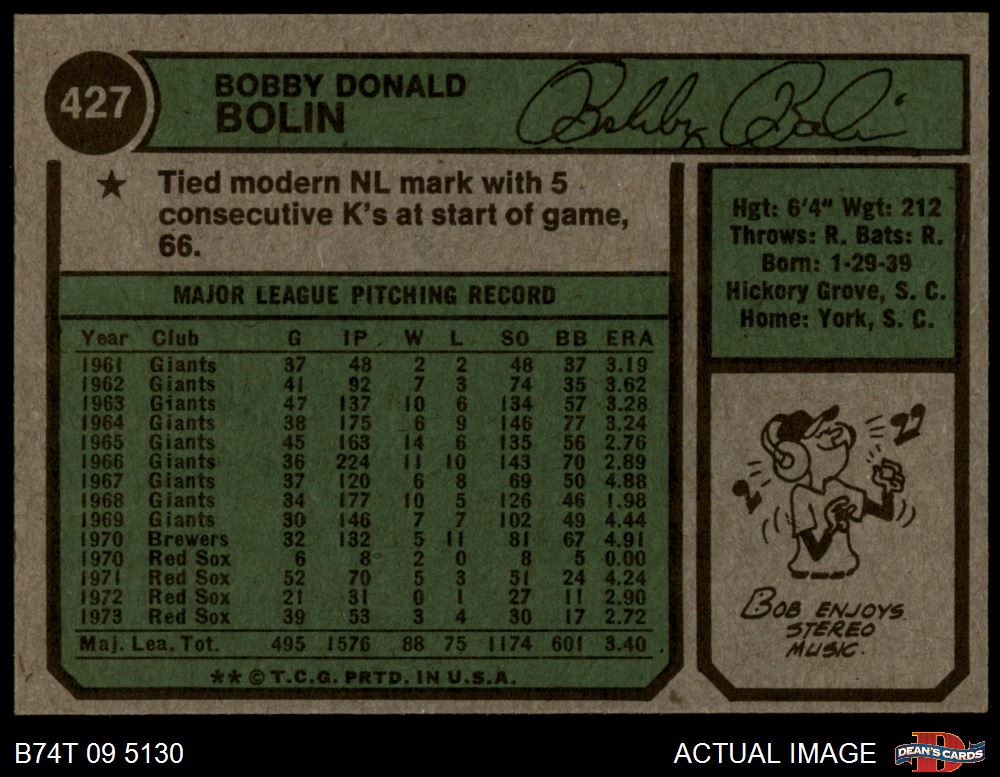 427
BOBBY DONALD
BOLIN
Bobby Bolin
★ Tied modern NL mark with 5
consecutive K's at start of game,
66.
Hgt: 6'4" Wgt: 212
Throws: R. Bats: R.
Born: 1-29-39
Hickory Grove, S. C.
Home: York, S. C.
MAJOR LEAGUE PITCHING RECORD
Year Club G IP W L SO BB ERA
1961 Giants 37 48 2 2 48 37 3.19
1962 Giants 41 92 7 3 74 35 3.62
1963 Giants 47 137 10 6 134 57 3.28
1964 Giants 38 175 6 9 146 77 3.24
1965 Giants 45 163 14 6 135 56 2.76
1966 Giants 36 224 11 10 143 70 2.89
1967 Giants 37 120 6 8 69 50 4.88
1968 Giants 34 177 10 5 126 46 1.98
1969 Giants 30 146 7 7 102 49 4.44
1970 Brewers 32 132 5 11 81 67 4.91
1970 Red Sox 6 8 2 0 8 5 0.00
1971 Red Sox 52 70 5 3 51 24 4.24
1972 Red Sox 21 31 0 1 27 11 2.90
1973 Red Sox 39 53 3 4 30 17 2.72
Maj. Lea. Tot. 495 1576 88 75 1174 601 3.40
** © T.C.G. PRTD. IN U.S.A.
BOB ENJOYS
STEREO
MUSIC.
B74T 09 5130
ACTUAL IMAGE
DEAN'S CARDS